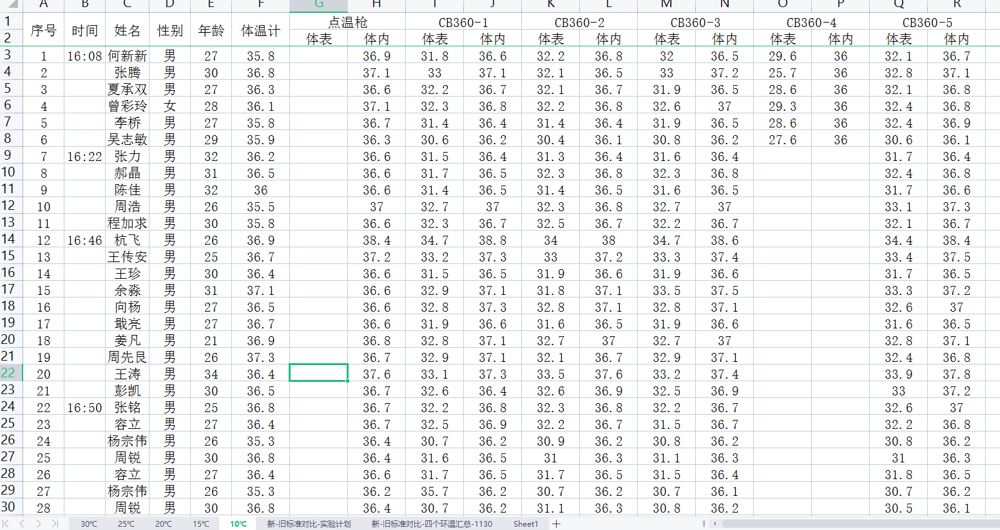 A B C D E F G H I J K L M N O P Q R
1 序号 时间 姓名 性别 年龄 体温计 点温枪 CB360-1 CB360-2 CB360-3 CB360-4 CB360-5
2 体表 体内 体表 体内 体表 体内 体表 体内 体表 体内 体表 体内
3 1 16:08 何新新 男 27 35.8 36.9 31.8 36.6 32.2 36.8 32 36.5 29.6 36 32.1 36.7
4 2 张腾 男 30 36.8 37.1 33 37.1 32.1 36.5 33 37.2 25.7 36 32.8 37.1
5 3 夏承双 男 27 36.3 36.6 32.2 36.7 32.1 36.7 31.9 36.5 28.6 36 32.1 36.8
6 4 曾彩玲 女 28 36.1 37.1 32.3 36.8 32.2 36.8 32.6 37 29.3 36 32.4 36.8
7 5 李桥 男 27 35.8 36.7 31.4 36.4 31.4 36.4 31.9 36.5 28.6 36 32.4 36.9
8 6 吴志敏 男 29 35.9 36.3 30.6 36.2 30.4 36.1 30.8 36.2 27.6 36 30.6 36.1
9 7 16:22 张力 男 32 36.2 36.6 31.5 36.4 31.3 36.4 31.6 36.4 31.7 36.4
10 8 郝晶 男 31 36.5 36.6 31.7 36.5 32.3 36.8 32.3 36.8 32.4 36.8
11 9 陈佳 男 32 36 36.6 31.4 36.5 31.4 36.5 31.6 36.5 31.7 36.6
12 10 周浩 男 26 35.5 37 32.7 37 32.3 36.8 32.7 37 33.1 37.3
13 11 程加求 男 30 35.8 36.6 32.3 36.7 32.5 36.7 32.2 36.7 32.1 36.7
14 12 16:46 杭飞 男 26 36.9 38.4 34.7 38.8 34 38 34.7 38.6 34.4 38.4
15 13 王传安 男 25 36.7 37.2 33.2 37.3 33 37.2 33.3 37.4 33.4 37.5
16 14 王珍 男 30 36.4 36.6 31.5 36.5 31.9 36.6 31.9 36.6 31.7 36.5
17 15 余淼 男 31 37.1 36.6 32.9 37.1 31.8 37.1 33.5 37.5 33.3 37.2
18 16 向杨 男 27 36.5 36.6 32.8 37.3 32.8 37.1 32.8 37.1 32.6 37
19 17 戢亮 男 27 36.7 36.6 31.9 36.6 31.6 36.5 31.9 36.6 31.6 36.5
20 18 姜凡 男 21 36.9 36.8 32.8 37.1 32.7 37 32.7 37 32.8 37.1
21 19 周先艮 男 26 37.3 36.7 32.9 37.1 32.1 36.7 32.9 37.1 32.4 36.8
22 20 王涛 男 34 36.4 37.6 33.1 37.3 33.5 37.6 33.2 37.4 33.9 37.8
23 21 彭凯 男 30 36.5 36.7 32.6 36.4 32.6 36.9 32.5 36.9 33 37.2
24 22 16:50 张铭 男 25 36.8 36.7 32.2 36.8 32.3 36.8 32.2 36.7 32.6 37
25 23 容立 男 27 36.4 36.7 32.5 36.9 32.2 36.7 31.5 36.7 32.2 36.8
26 24 杨宗伟 男 26 35.3 36.4 30.7 36.2 30.9 36.2 30.8 36.2 30.8 36.2
27 25 周锐 男 30 36.8 36.4 31.6 36.5 31 36.3 31.1 36.3 31 36.3
28 26 容立 男 27 36.4 36.6 31.7 36.5 31.7 36.5 31.5 36.4 31.8 36.5
29 27 杨宗伟 男 26 35.3 36.2 35.7 36.2 30.7 36.2 30.7 36.1 30.7 36.2
30 28 周锐 男 30 36.8 36.4 30.7 36.2 31.1 36.3 30.8 36.2 30.5 36.1
30℃ 25℃ 20℃ 15℃ 10℃ 新-旧标准对比-实验计划 新-旧标准对比-四个环温汇总-1130 Sheet1